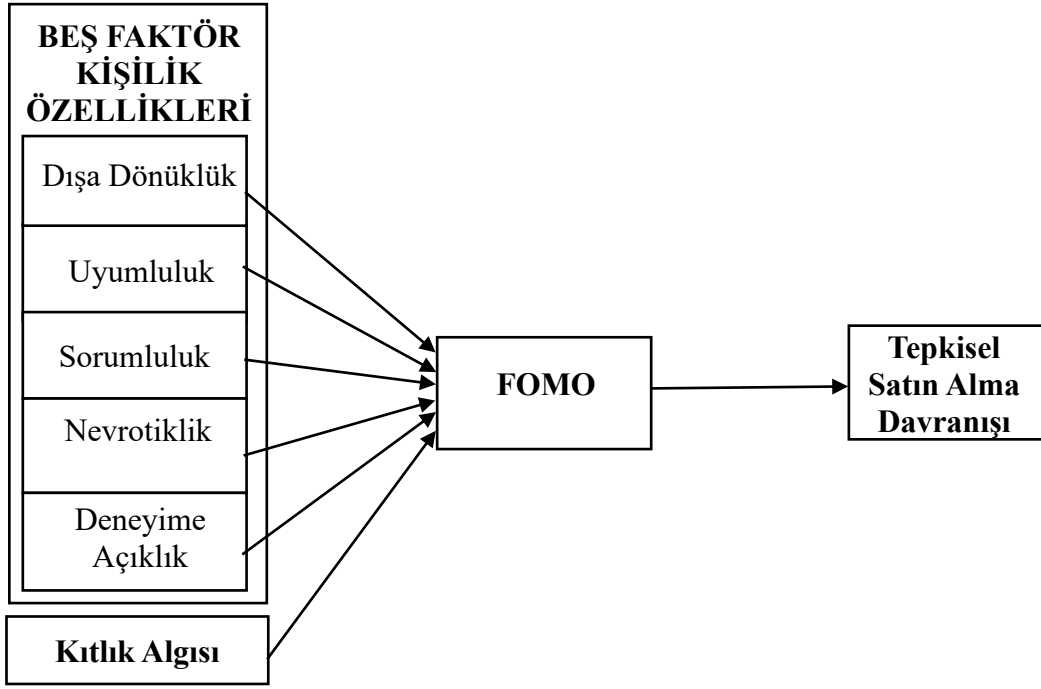 BEŞ FAKTÖR
KİŞİLİK
ÖZELLİKLERİ
Dışa Dönüklük
Uyumluluk
Sorumluluk
Nevrotiklik
Deneyime
Açıklık
Kıtlık Algısı
FOMO
Tepkisel
Satın Alma
Davranışı